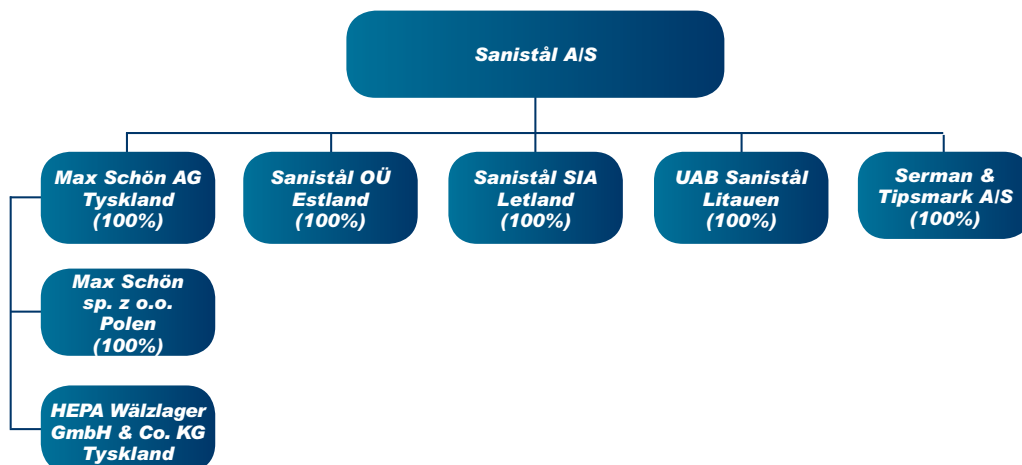 Sanistål A/S
Max Schön AG
Tyskland
(100%)
Sanistål OÜ
Estland
(100%)
Sanistål SIA
Letland
(100%)
UAB Sanistål
Litauen
(100%)
Serman &
Tipsmark A/S
(100%)
Max Schön
sp. z o.o.
Polen
(100%)
HEPA Wälzlager
GmbH & Co. KG
Tyskland